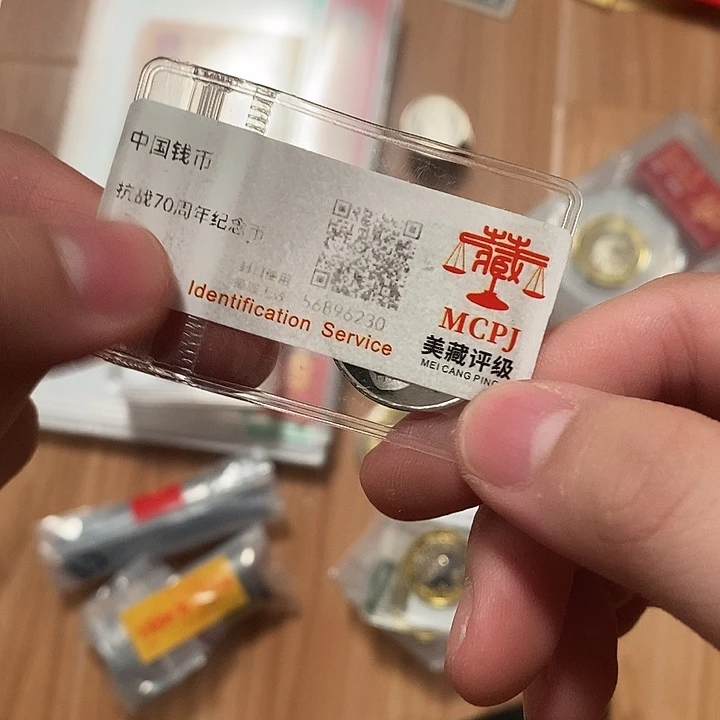 中国钱币
抗战70周年纪念币
56896230
Identification Service
藏
MCPJ
美藏评级
MEI CANG PING